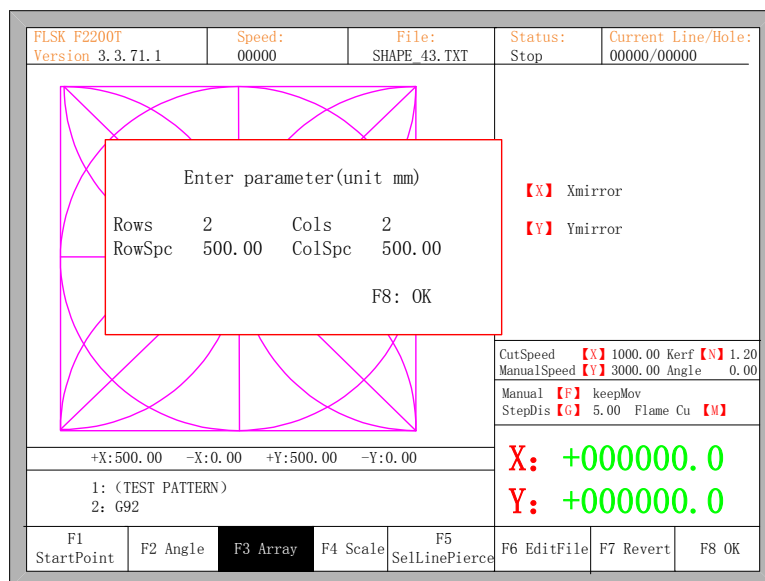 FLSK F2200T Speed: File: Status: Current Line/Hole:
Version 3.3.71.1 00000 SHAPE_43.TXT Stop 00000/00000
Enter parameter(unit mm)
Rows 2 Cols 2
RowSpc 500.00 ColSpc 500.00
F8: OK
【X】 Xmirror
【Y】 Ymirror
CutSpeed 【X】 1000.00 Kerf【N】 1.20
ManualSpeed【Y】 3000.00 Angle 0.00
Manual 【F】 keepMov
StepDis【G】 5.00 Flame Cu 【M】
+X:500.00 -X:0.00 +Y:500.00 -Y:0.00
1: (TEST PATTERN)
2: G92
X: +000000.0
Y: +000000.0
F1 StartPoint
F2 Angle
F3 Array
F4 Scale
F5 SelLinePierce
F6 EditFile
F7 Revert
F8 OK